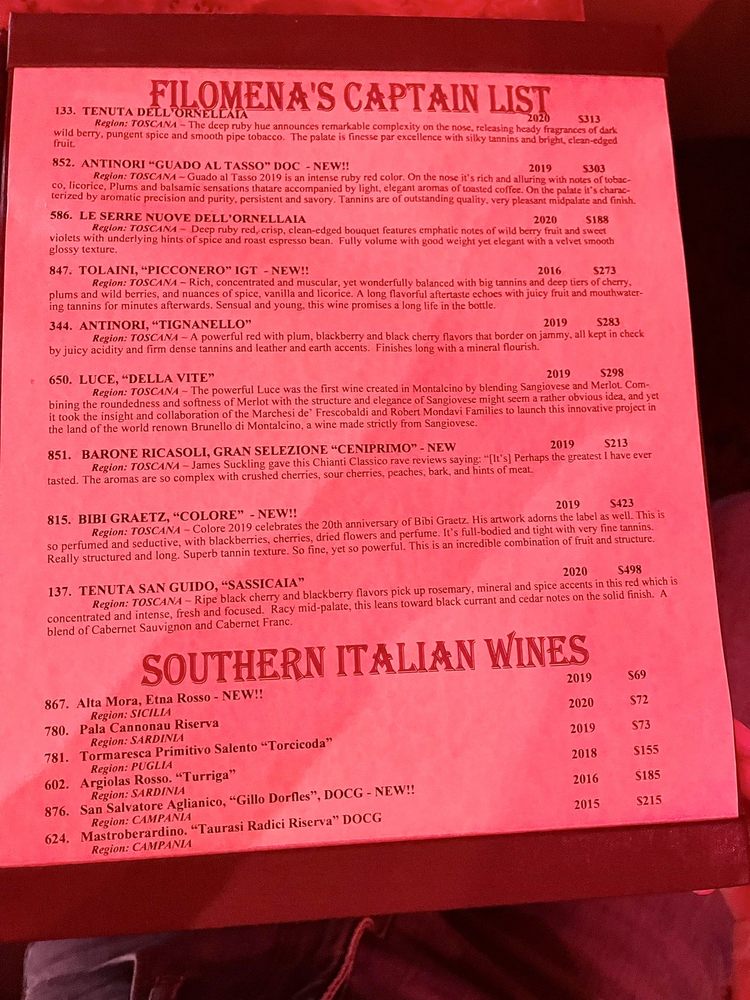 FILOMENA'S CAPTAIN LIST
133. TENUTA DELL'ORNELLAIA 2020 $313
Region: TOSCANA ~ The deep ruby hue announces remarkable complexity on the nose, releasing heady fragrances of dark
wild berry, pungent spice and smooth pipe tobacco. The palate is finesse par excellence with silky tannins and bright, clean-edged
fruit.
852. ANTINORI “GUADO AL TASSO” DOC - NEW!! 2019 $303
Region: TOSCANA ~ Guado al Tasso 2019 is an intense ruby red color. On the nose it's rich and alluring with notes of tobac-
co, licorice, Plums and balsamic sensations thatare accompanied by light, elegant aromas of toasted coffee. On the palate it's charac-
terized by aromatic precision and purity, persistent and savory. Tannins are of outstanding quality, very pleasant midpalate and finish.
586. LE SERRE NUOVE DELL'ORNELLAIA 2020 $188
Region: TOSCANA ~ Deep ruby red, crisp, clean-edged bouquet features emphatic notes of wild berry fruit and sweet
violets with underlying hints of spice and roast espresso bean. Fully volume with good weight yet elegant with a velvet smooth
glossy texture.
847. TOLAINI, “PICCONERO” IGT - NEW!! 2016 $273
Region: TOSCANA ~ Rich, concentrated and muscular, yet wonderfully balanced with big tannins and deep tiers of cherry,
plums and wild berries, and nuances of spice, vanilla and licorice. A long flavorful aftertaste echoes with juicy fruit and mouthwater-
ing tannins for minutes afterwards. Sensual and young, this wine promises a long life in the bottle.
344. ANTINORI, “TIGNANELLO” 2019 $283
Region: TOSCANA ~ A powerful red with plum, blackberry and black cherry flavors that border on jammy, all kept in check
by juicy acidity and firm dense tannins and leather and earth accents. Finishes long with a mineral flourish.
650. LUCE, “DELLA VITE” 2019 $298
Region: TOSCANA ~ The powerful Luce was the first wine created in Montalcino by blending Sangiovese and Merlot. Com-
bining the roundedness and softness of Merlot with the structure and elegance of Sangiovese might seem a rather obvious idea, and yet
it took the insight and collaboration of the Marchesi de' Frescobaldi and Robert Mondavi Families to launch this innovative project in
the land of the world renown Brunello di Montalcino, a wine made strictly from Sangiovese.
851. BARONE RICASOLI, GRAN SELEZIONE “CENIPRIMO” - NEW 2019 $213
Region: TOSCANA ~ James Suckling gave this Chianti Classico rave reviews saying: “[It's] Perhaps the greatest I have ever
tasted. The aromas are so complex with crushed cherries, sour cherries, peaches, bark, and hints of meat.
815. BIBI GRAETZ, “COLORE” - NEW!! 2019 $423
Region: TOSCANA ~ Colore 2019 celebrates the 20th anniversary of Bibi Graetz. His artwork adorns the label as well. This is
so perfumed and seductive, with blackberries, cherries, dried flowers and perfume. It's full-bodied and tight with very fine tannins.
Really structured and long. Superb tannin texture. So fine, yet so powerful. This is an incredible combination of fruit and structure.
137. TENUTA SAN GUIDO, “SASSICAIA” 2020 $498
Region: TOSCANA ~ Ripe black cherry and blackberry flavors pick up rosemary, mineral and spice accents in this red which is
concentrated and intense, fresh and focused. Racy mid-palate, this leans toward black currant and cedar notes on the solid finish. A
blend of Cabernet Sauvignon and Cabernet Franc.
SOUTHERN ITALIAN WINES
867. Alta Mora, Etna Rosso - NEW!! 2019 $69
Region: SICILIA
780. Pala Cannonau Riserva 2020 $72
Region: SARDINIA
781. Tormaresca Primitivo Salento “Torcicoda” 2019 $73
Region: PUGLIA
602. Argiolas Rosso. “Turriga” 2018 $155
Region: SARDINIA
876. San Salvatore Aglianico, “Gillo Dorfles”, DOCG - NEW!! 2016 $185
Region: CAMPANIA
624. Mastroberardino. “Taurasi Radici Riserva” DOCG 2015 $215
Region: CAMPANIA